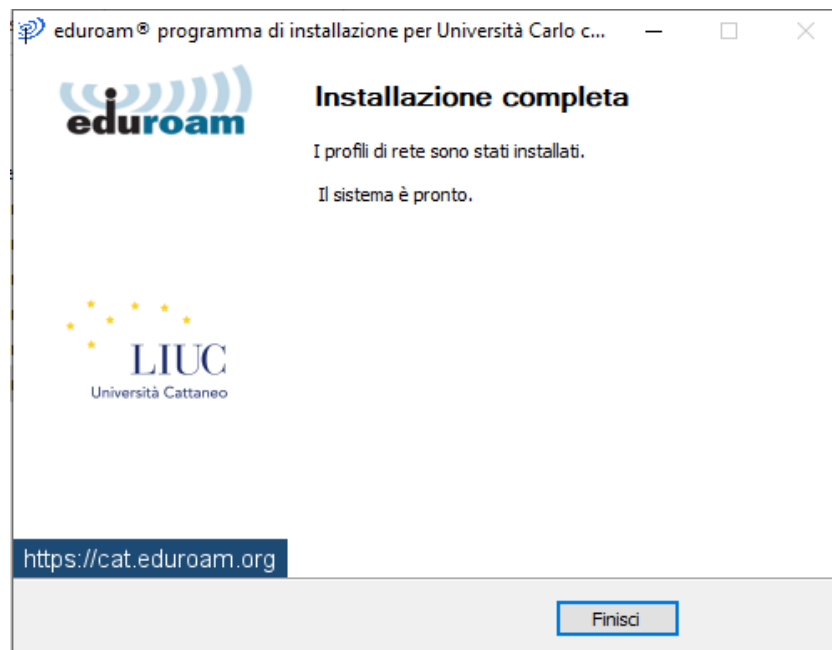 eduroam® programma di installazione per Università Carlo c...
eduroam
Installazione completa
I profili di rete sono stati installati.
Il sistema è pronto.
LIUC
Università Cattaneo
https://cat.eduroam.org
Finisci